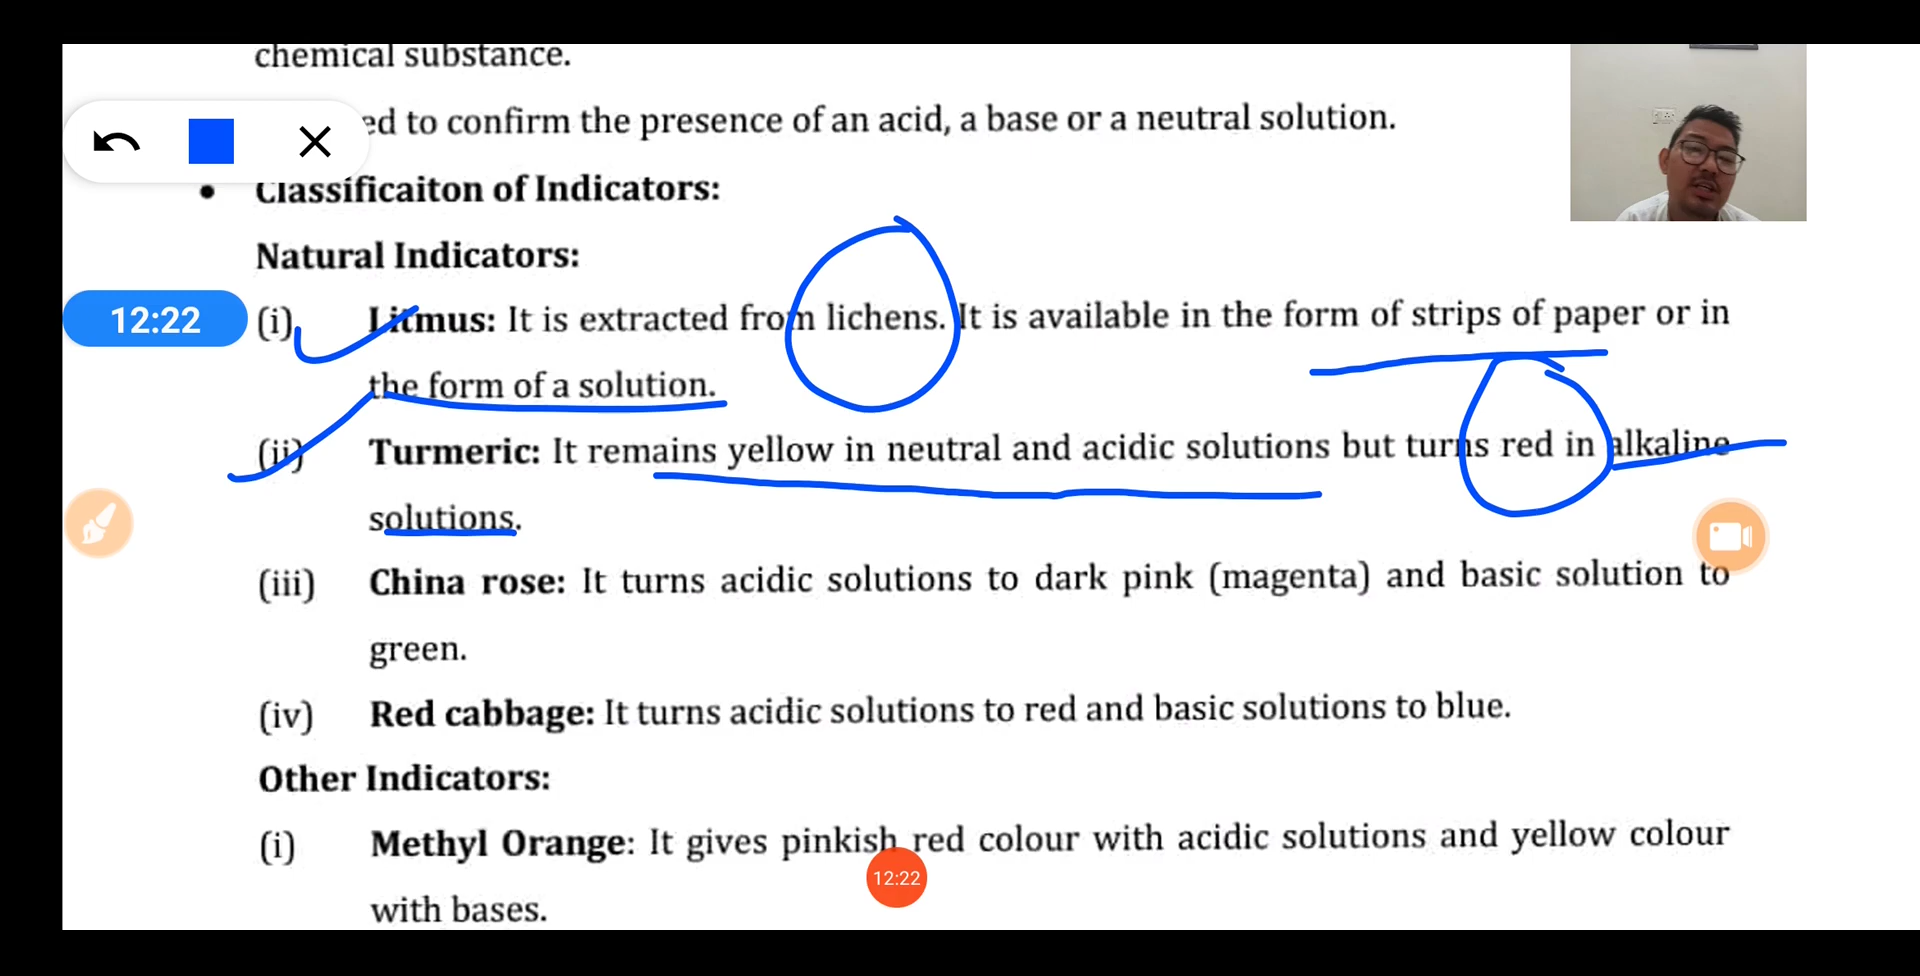 chemical substance.
ed to confirm the presence of an acid, a base or a neutral solution.
• Classificaiton of Indicators:
Natural Indicators:
12:22
(i) Litmus: It is extracted from lichens. It is available in the form of strips of paper or in
the form of a solution.
(ii) Turmeric: It remains yellow in neutral and acidic solutions but turns red in alkaline
solutions.
(iii) China rose: It turns acidic solutions to dark pink (magenta) and basic solution to
green.
(iv) Red cabbage: It turns acidic solutions to red and basic solutions to blue.
Other Indicators:
(i) Methyl Orange: It gives pinkish red colour with acidic solutions and yellow colour
12:22
with bases.